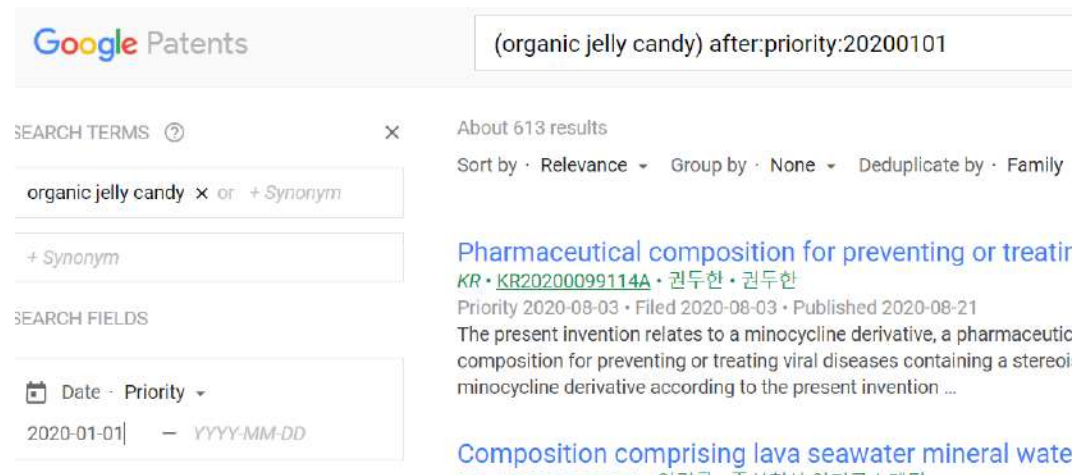 Google Patents
(organic jelly candy) after:priority:20200101
SEARCH TERMS
organic jelly candy × or + Synonym
+ Synonym
SEARCH FIELDS
Date · Priority
2020-01-01 – YYYY-MM-DD
About 613 results
Sort by · Relevance Group by · None Deduplicate by · Family
Pharmaceutical composition for preventing or
KR • KR20200099114A • 권두한 • 권두한
Priority 2020-08-03 • Filed 2020-08-03 • Published 2020-08-21
The present invention relates to a minocycline derivative, a
composition for preventing or treating viral diseases containing a
minocycline derivative according to the present invention ...
Composition comprising lava seawater mineral